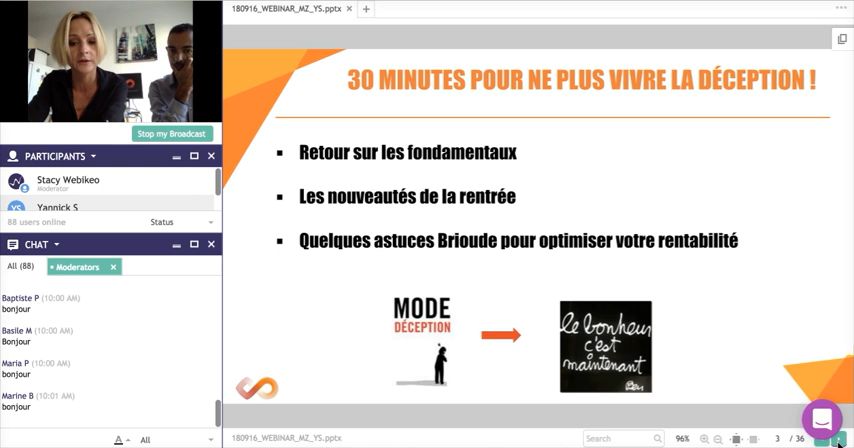 180916_WEBINAR_MZ_YS.pptx
Stop my Broadcast
PARTICIPANTS
Stacy Webikeo
Moderator
YS
Yannick S
88 users online
Status
CHAT
All (88)
Moderators
Baptiste P (10:00 AM)
bonjour
Basile M (10:00 AM)
Bonjour
Maria P (10:00 AM)
bonjour
Marine B (10:01 AM)
bonjour
A
All
30 MINUTES POUR NE PLUS VIVRE LA DÉCEPTION !
Retour sur les fondamentaux
Les nouveautés de la rentrée
Quelques astuces Brioude pour optimiser votre rentabilité
MODE
DÉCEPTION
le bonheur
c'est
maintenant
Ben
180916_WEBINAR_MZ_YS.pptx
Search
96%
3 / 36